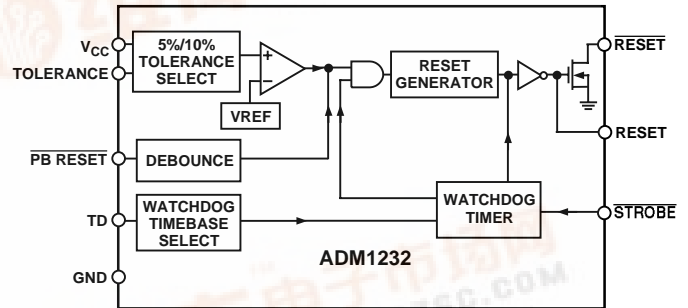 V_CC
TOLERANCE
5%/10%
TOLERANCE
SELECT
+
−
VREF
RESET
GENERATOR
RESET
RESET
PB RESET
DEBOUNCE
TD
WATCHDOG
TIMEBASE
SELECT
WATCHDOG
TIMER
STROBE
ADM1232
GND